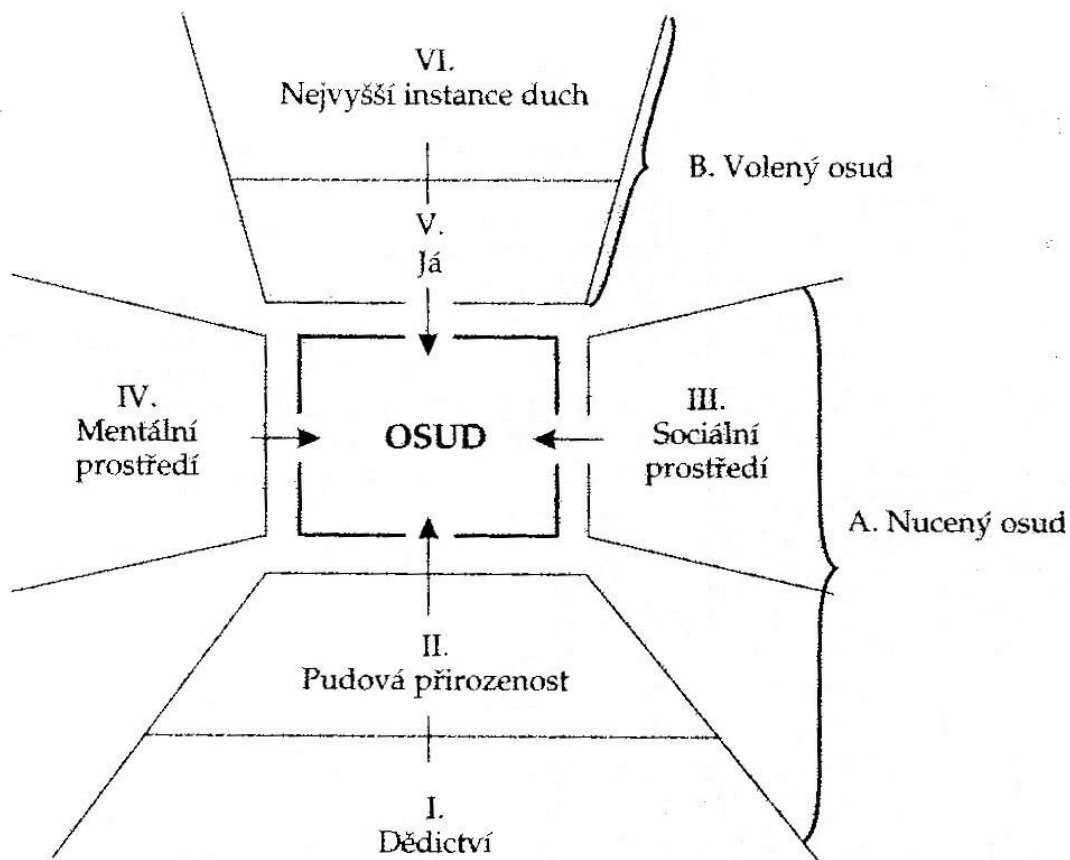 VI.
Nejvyšší instance duch
B. Volený osud
V.
Já
IV.
Mentální
prostředí
OSUD
III.
Sociální
prostředí
A. Nucený osud
II.
Pudová přirozenost
I.
Dědictví